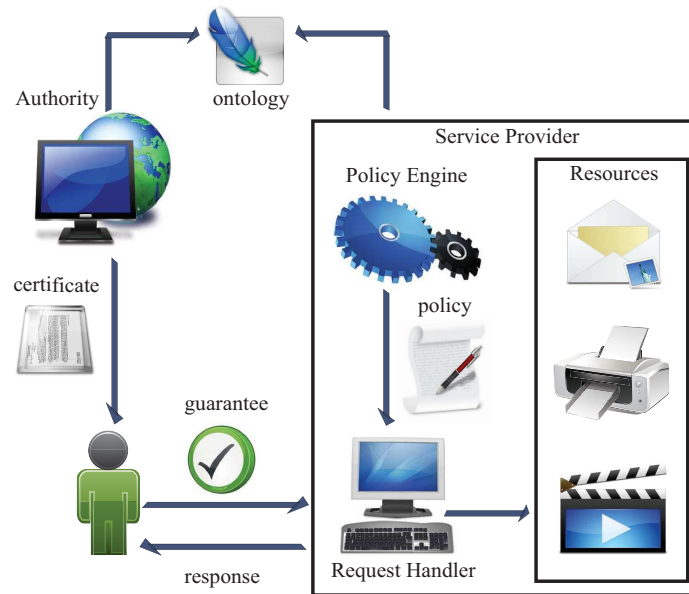 Authority
ontology
Service Provider
Policy Engine
Resources
certificate
policy
guarantee
Request Handler
response